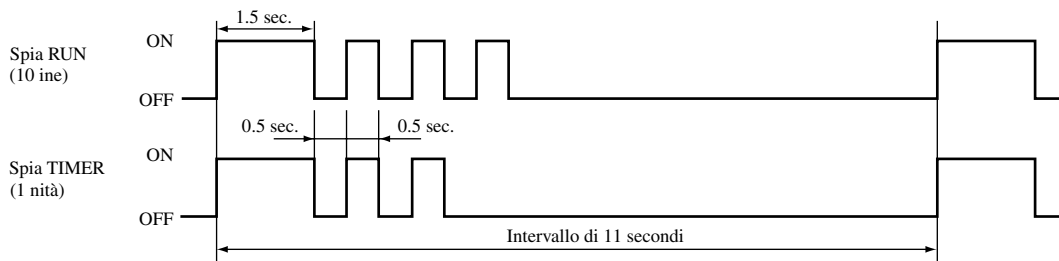 1.5 sec.
Spia RUN
(10 ine)
ON
OFF
0.5 sec.
0.5 sec.
Spia TIMER
(1 nità)
ON
OFF
Intervallo di 11 secondi